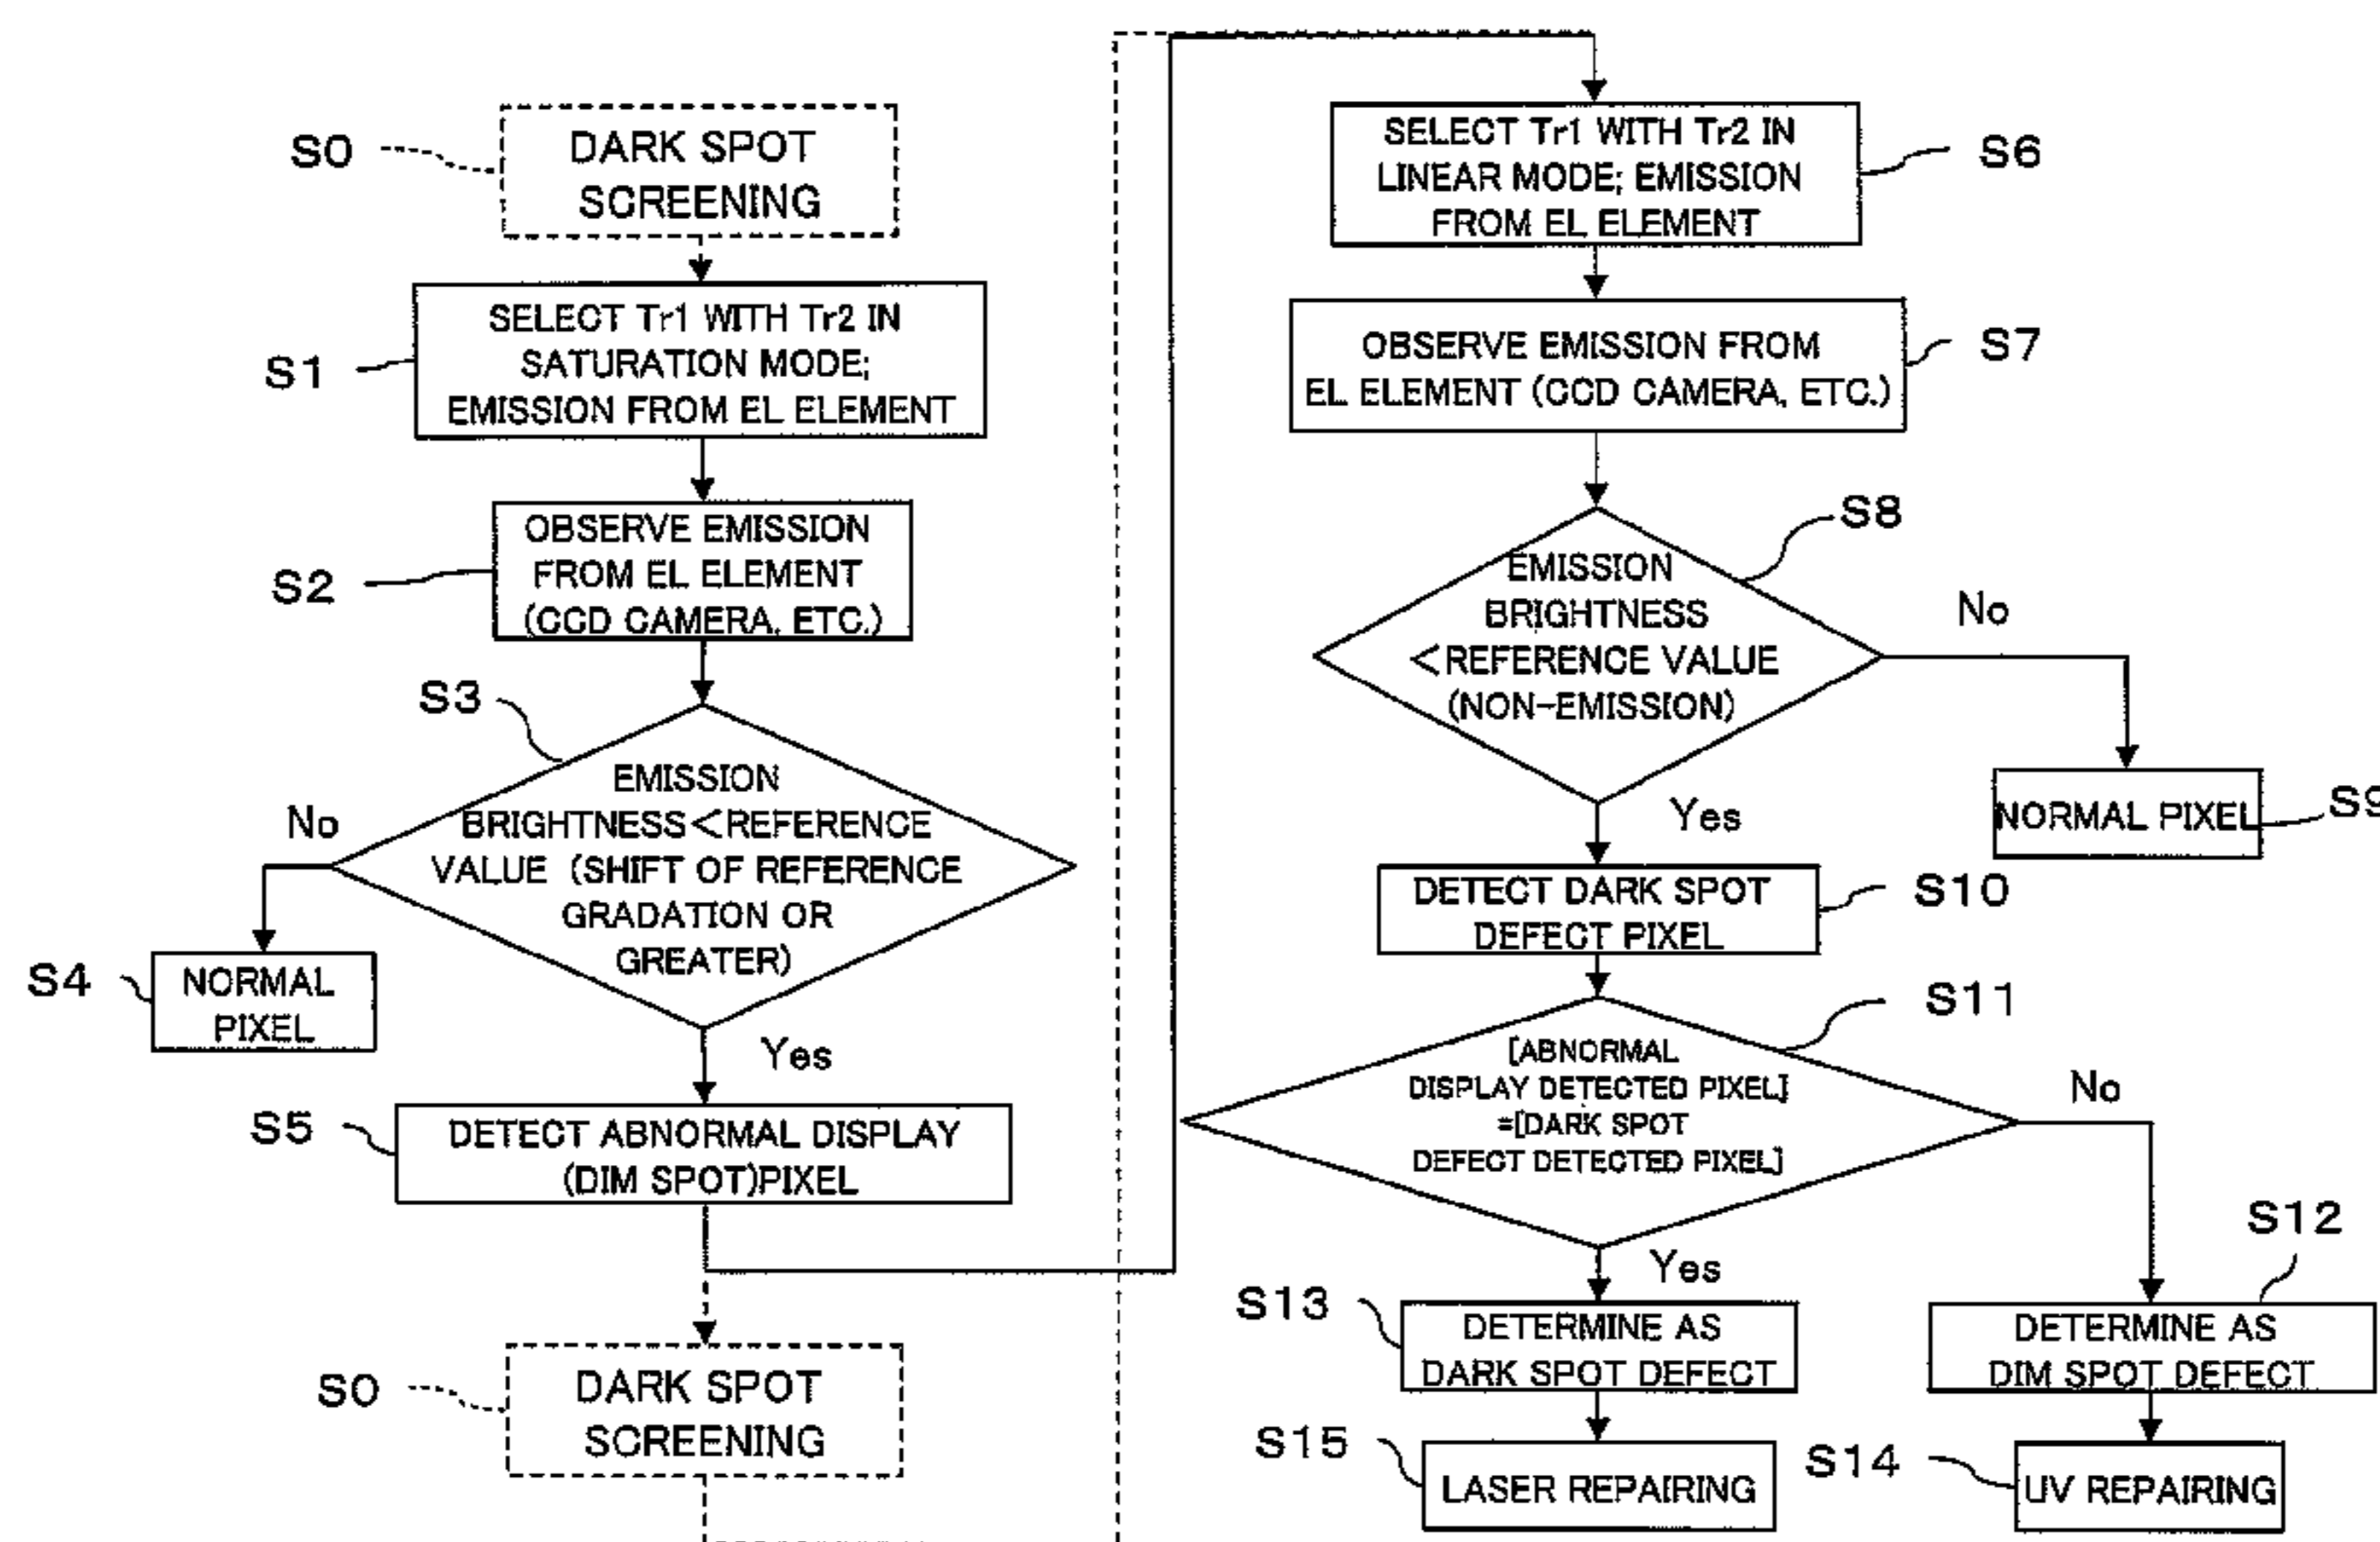 S0
DARK SPOT
SCREENING
S1
SELECT Tr1 WITH Tr2 IN
SATURATION MODE;
EMISSION FROM EL ELEMENT
S2
OBSERVE EMISSION
FROM EL ELEMENT
(CCD CAMERA, ETC.)
S3
EMISSION
BRIGHTNESS<REFERENCE
VALUE (SHIFT OF REFERENCE
GRADATION OR
GREATER)
No
S4
NORMAL
PIXEL
Yes
S5
DETECT ABNORMAL DISPLAY
(DIM SPOT)PIXEL
S0
DARK SPOT
SCREENING
SELECT Tr1 WITH Tr2 IN
LINEAR MODE; EMISSION
FROM EL ELEMENT
S6
OBSERVE EMISSION FROM
EL ELEMENT (CCD CAMERA, ETC.)
S7
S8
EMISSION
BRIGHTNESS
<REFERENCE VALUE
(NON-EMISSION)
No
Yes
NORMAL PIXEL
S9
DETECT DARK SPOT
DEFECT PIXEL
S10
S11
[ABNORMAL
DISPLAY DETECTED PIXEL]
=[DARK SPOT
DEFECT DETECTED PIXEL]
No
Yes
S12
S13
DETERMINE AS
DARK SPOT DEFECT
DETERMINE AS
DIM SPOT DEFECT
S15
LASER REPAIRING
S14
UV REPAIRING